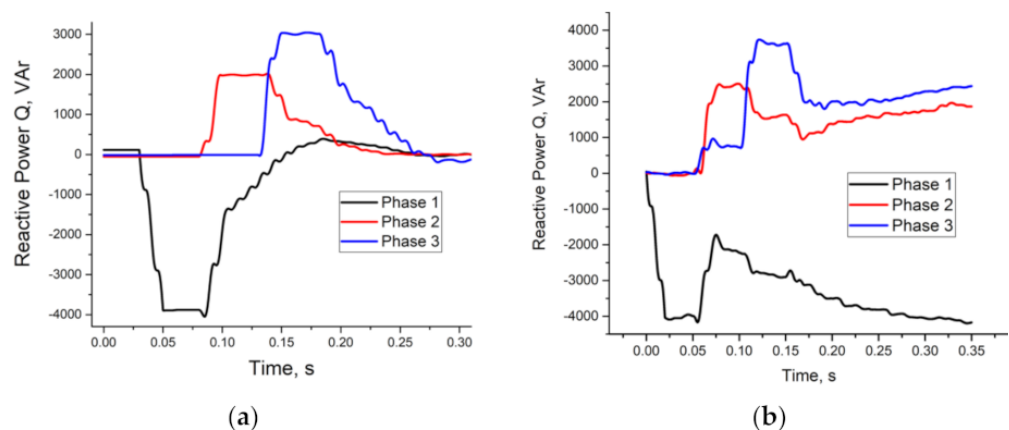 3000
2000
1000
0
-1000
-2000
-3000
-4000
Reactive Power Q, VAr
Phase 1
Phase 2
Phase 3
0.00 0.05 0.10 0.15 0.20 0.25 0.30
Time, s
(a)
4000
3000
2000
1000
0
-1000
-2000
-3000
-4000
Reactive Power Q, VAr
Phase 1
Phase 2
Phase 3
0.00 0.05 0.10 0.15 0.20 0.25 0.30 0.35
Time, s
(b)